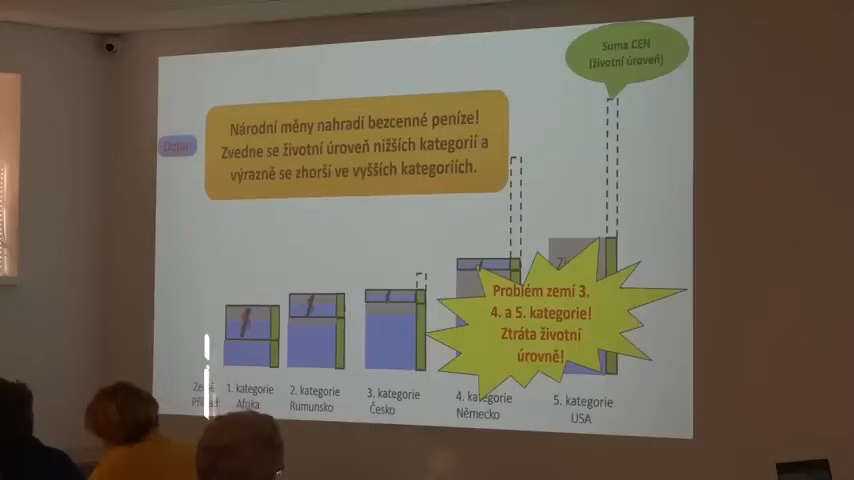 Suma CEN
(životní úroveň)
Národní měny nahradí bezcenné peníze!
Zvedne se životní úroveň nižších kategorií a
výrazně se zhorší ve vyšších kategoriích.
Dolar
Problém zemí 3.
4. a 5. kategorie!
Ztráta životní
úrovně!
1. kategorie
Afrika
2. kategorie
Rumunsko
3. kategorie
Česko
4. kategorie
Německo
5. kategorie
USA